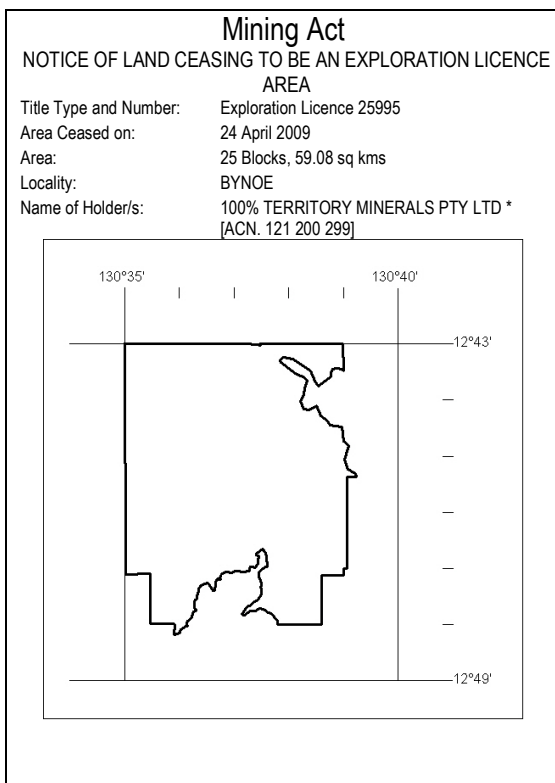 Mining Act
NOTICE OF LAND CEASING TO BE AN EXPLORATION LICENCE
AREA
Title Type and Number: Exploration Licence 25995
Area Ceased on: 24 April 2009
Area: 25 Blocks, 59.08 sq kms
Locality: BYNOE
Name of Holder/s: 100% TERRITORY MINERALS PTY LTD *
[ACN. 121 200 299]
130°35' 130°40'
12°43'
12°49'